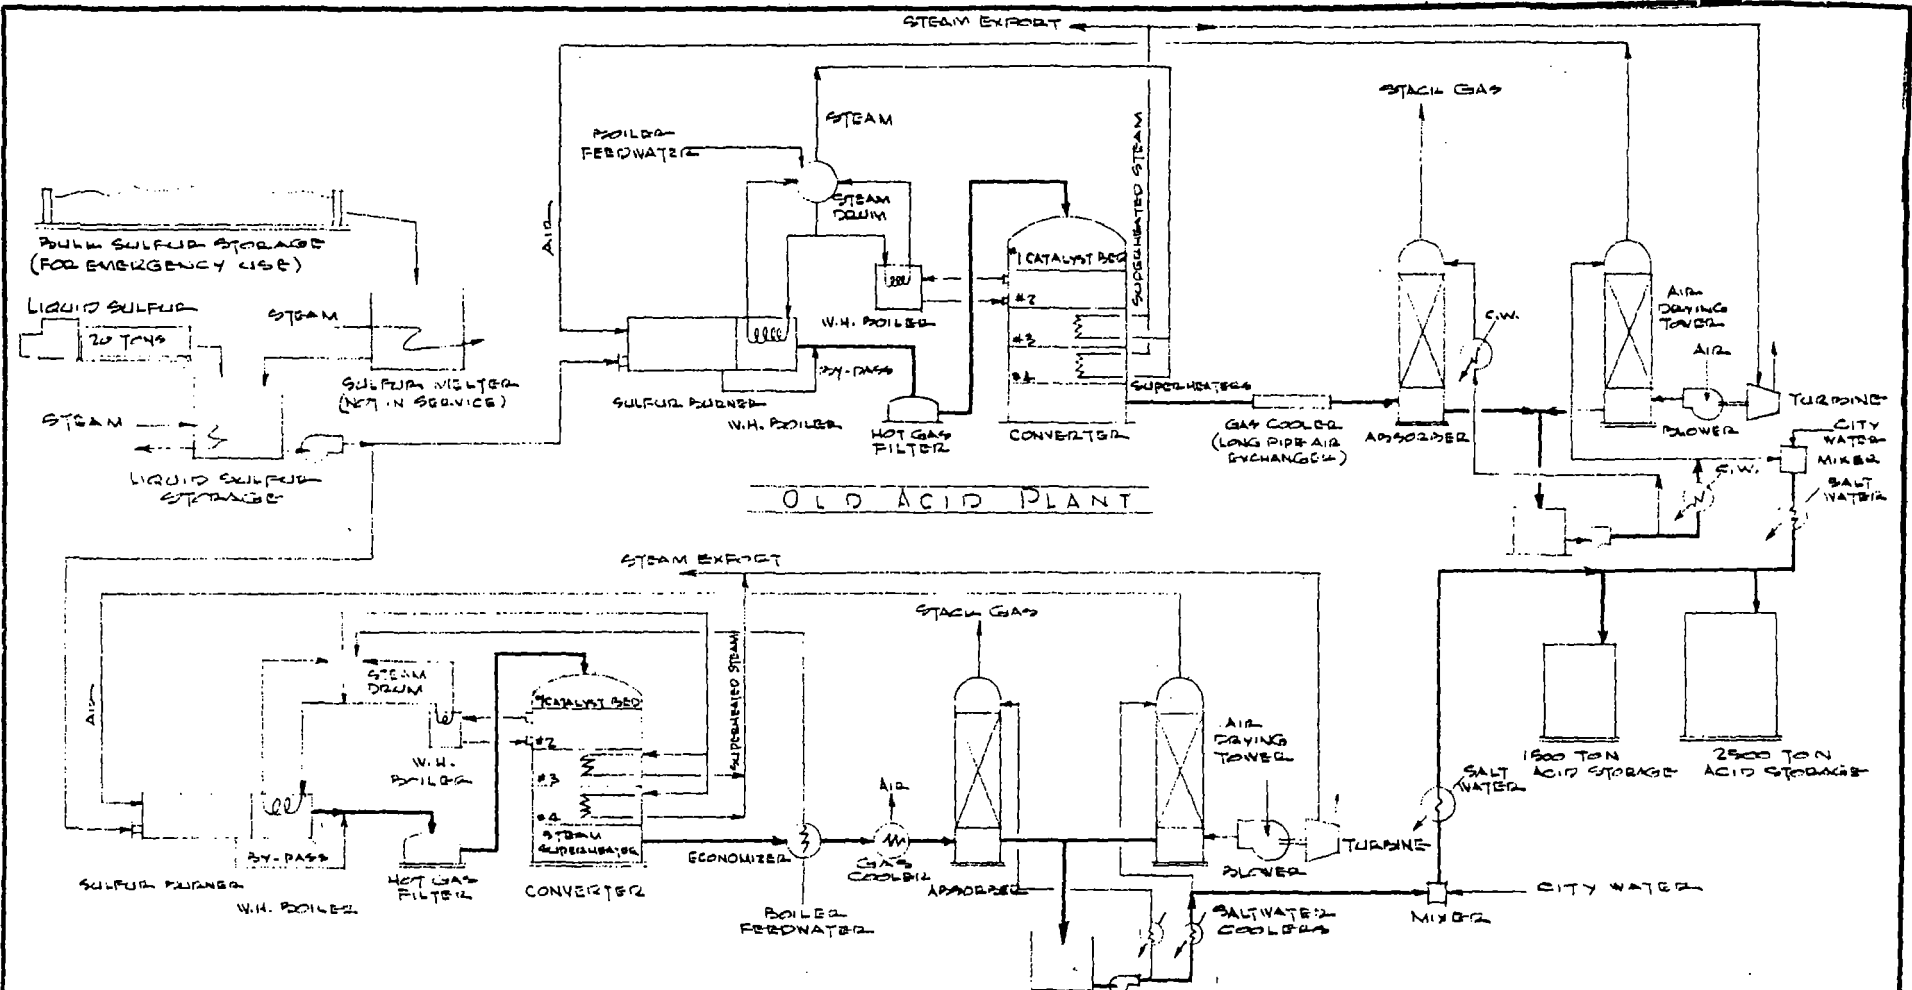 STEAM EXPORT
STACK GAS
STEAM
BOILER
FEEDWATER
SUPERHEATED STEAM
STEAM
DRUM
AIR
BULK SULFUR STORAGE
(FOR EMERGENCY USE)
#1 CATALYST BED
LIQUID SULFUR
20 TONS
STEAM
W.H. BOILER
#2
#3
#4
C.W.
AIR
DRYING
TOWER
AIR
SULFUR MELTER
(NOT IN SERVICE)
BY-PASS
SUPERHEATERS
SULFUR BURNER
W.H. BOILER
HOT GAS
FILTER
CONVERTER
GAS COOLER
(LONG PIPE AIR
EXCHANGER)
ABSORBER
BLOWER
TURBINE
CITY
WATER
MIXER
C.W.
SALT
WATER
STEAM
LIQUID SULFUR
STORAGE
OLD ACID PLANT
STEAM EXPORT
STACK GAS
SUPERHEATED STEAM
AIR
STEAM
DRUM
#1 CATALYST BED
#2
#3
#4
STEAM
SUPERHEATER
W.H.
BOILER
AIR
DRYING
TOWER
1500 TON
ACID STORAGE
2500 TON
ACID STORAGE
SALT
WATER
AIR
BY-PASS
SULFUR BURNER
W.H. BOILER
HOT GAS
FILTER
CONVERTER
ECONOMIZER
GAS
COOLER
ABSORBER
BLOWER
TURBINE
BOILER
FEEDWATER
SALTWATER
COOLERS
MIXER
CITY WATER